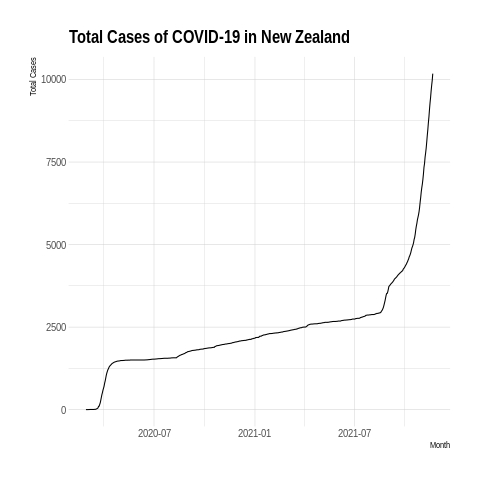 Total Cases of COVID-19 in New Zealand
Total Cases
10000
7500
5000
2500
0
2020-07 2021-01 2021-07
Month